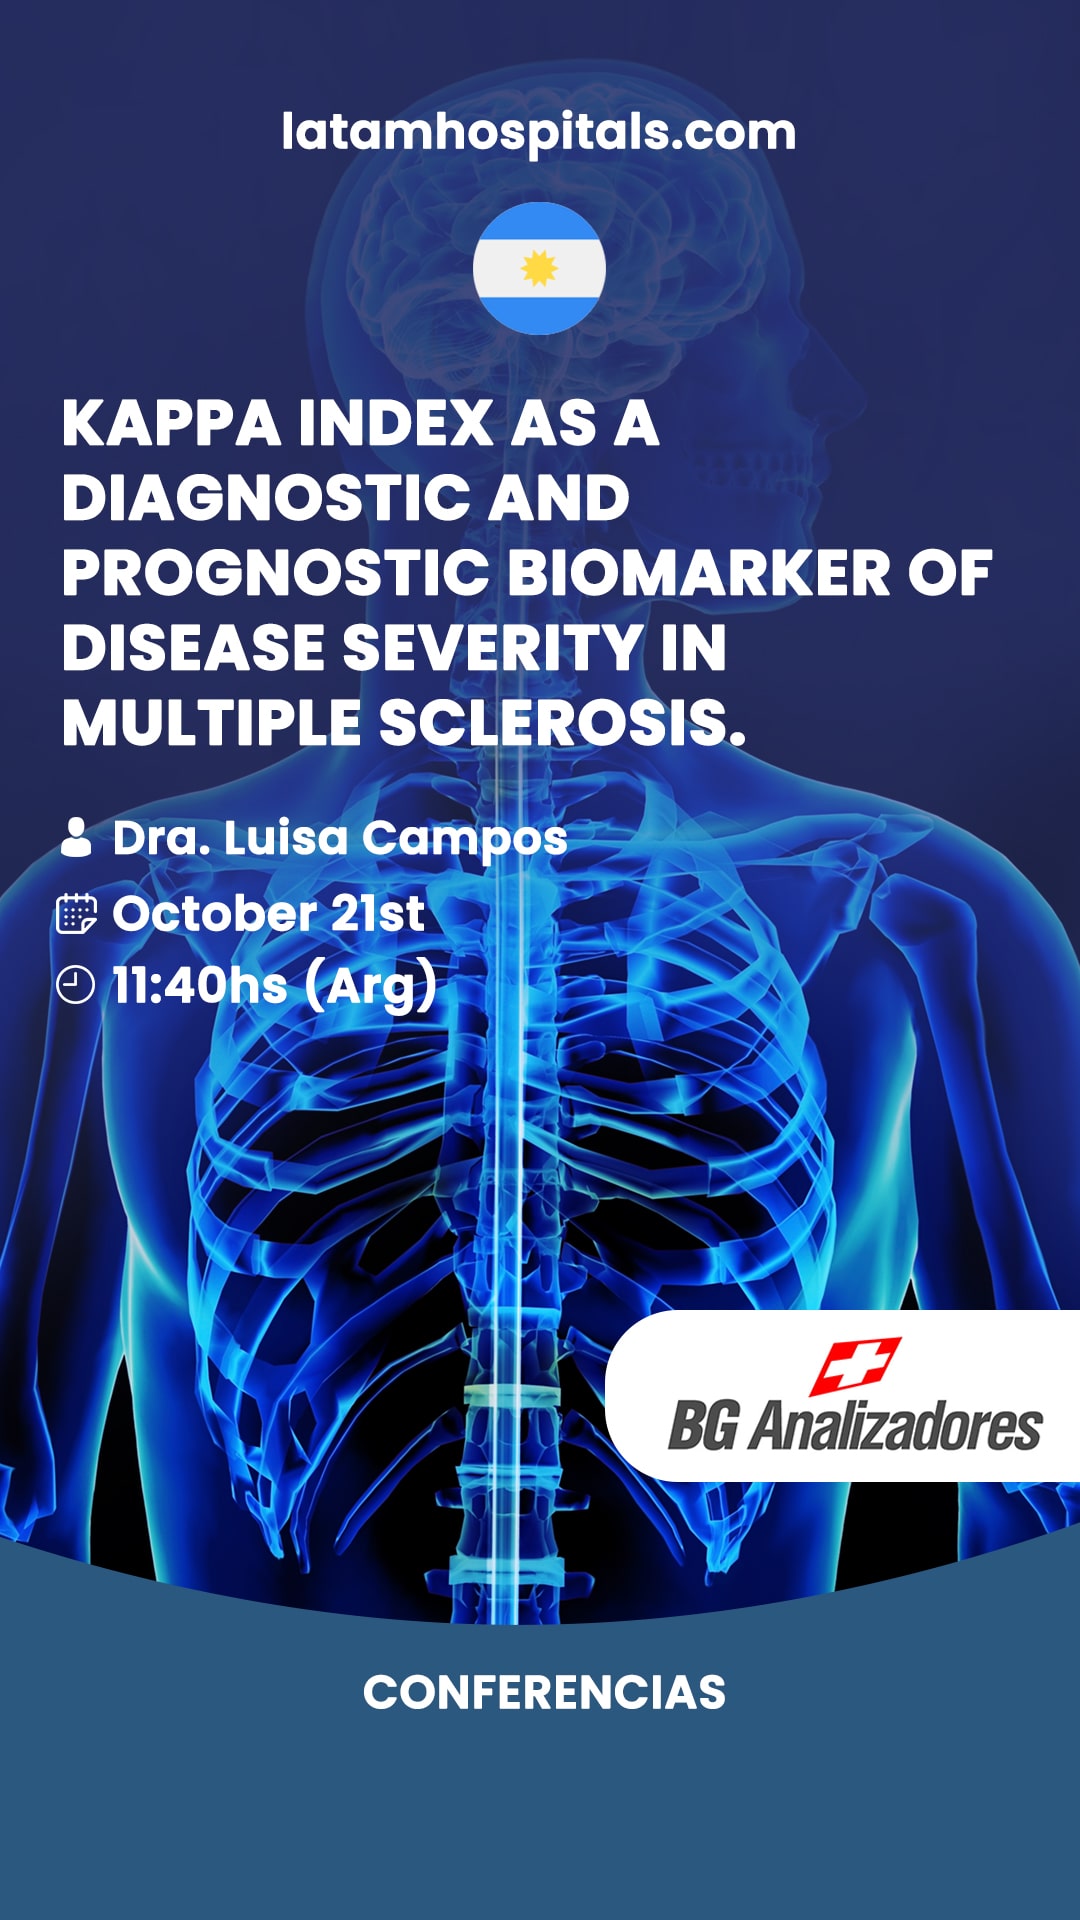 latamhospitals.com
KAPPA INDEX AS A
DIAGNOSTIC AND
PROGNOSTIC BIOMARKER OF
DISEASE SEVERITY IN
MULTIPLE SCLEROSIS.
Dra. Luisa Campos
October 21st
11:40hs (Arg)
BG Analizadores
CONFERENCIAS